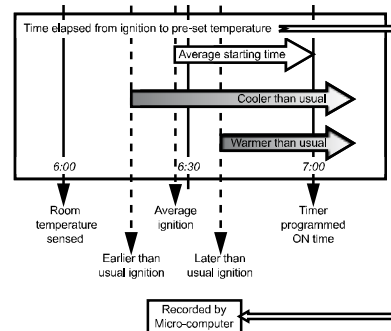 Time elapsed from ignition to pre-set temperature
Average starting time
Cooler than usual
Warmer than usual
6:00
6:30
7:00
Room
temperature
sensed
Average
ignition
Timer
programmed
ON time
Earlier than
usual ignition
Later than
usual ignition
Recorded by
Micro-computer